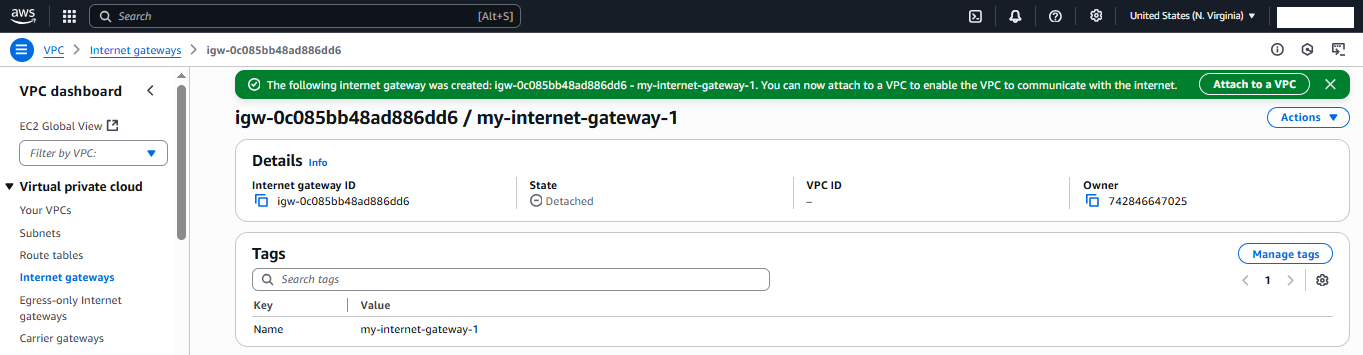 aws Search [Alt+S] United States (N. Virginia)
VPC Internet gateways igw-0c085bb48ad886dd6
VPC dashboard
EC2 Global View
Filter by VPC:
Virtual private cloud
Your VPCs
Subnets
Route tables
Internet gateways
Egress-only Internet
gateways
Carrier gateways
The following internet gateway was created: igw-0c085bb48ad886dd6 - my-internet-gateway-1. You can now attach to a VPC to enable the VPC to communicate with the internet. Attach to a VPC
igw-0c085bb48ad886dd6 / my-internet-gateway-1 Actions
Details Info
Internet gateway ID State VPC ID Owner
igw-0c085bb48ad886dd6 Detached – 742846647025
Tags Manage tags
Search tags 1
Key Value
Name my-internet-gateway-1